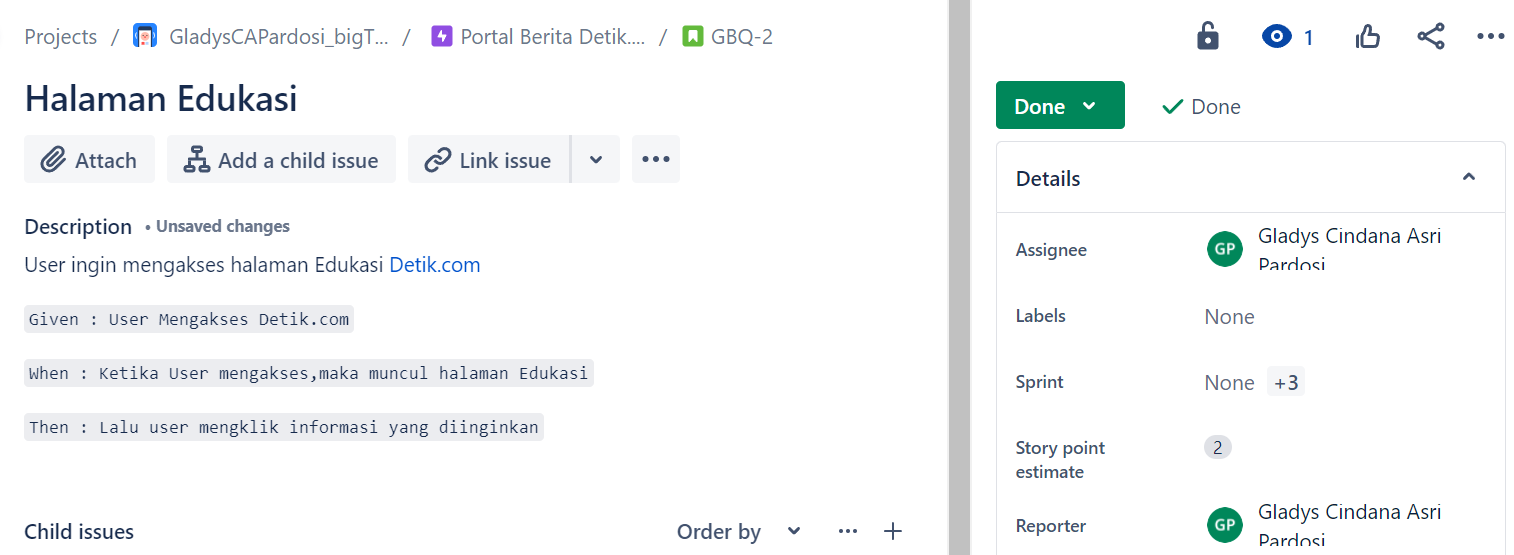 Projects / GladysCAPardosi_bigT... / Portal Berita Detik.... / GBQ-2
Halaman Edukasi
Attach Add a child issue Link issue
Description • Unsaved changes
User ingin mengakses halaman Edukasi Detik.com
Given : User Mengakses Detik.com
When : Ketika User mengakses,maka muncul halaman Edukasi
Then : Lalu user mengklik informasi yang diinginkan
Child issues Order by
1
Done Done
Details
Assignee GP Gladys Cindana Asri
Pardosi
Labels None
Sprint None +3
Story point
estimate 2
Reporter GP Gladys Cindana Asri
Pardosi